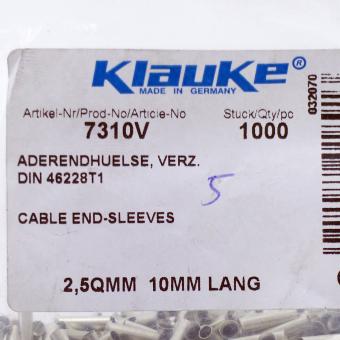 Klauke®
MADE IN GERMANY
Artikel-Nr/Prod-No/Article-No Stuck/Qty/pc
7310V 1000
ADERENDHUELSE, VERZ.
DIN 46228T1
5
CABLE END-SLEEVES
2,5QMM 10MM LANG
032070